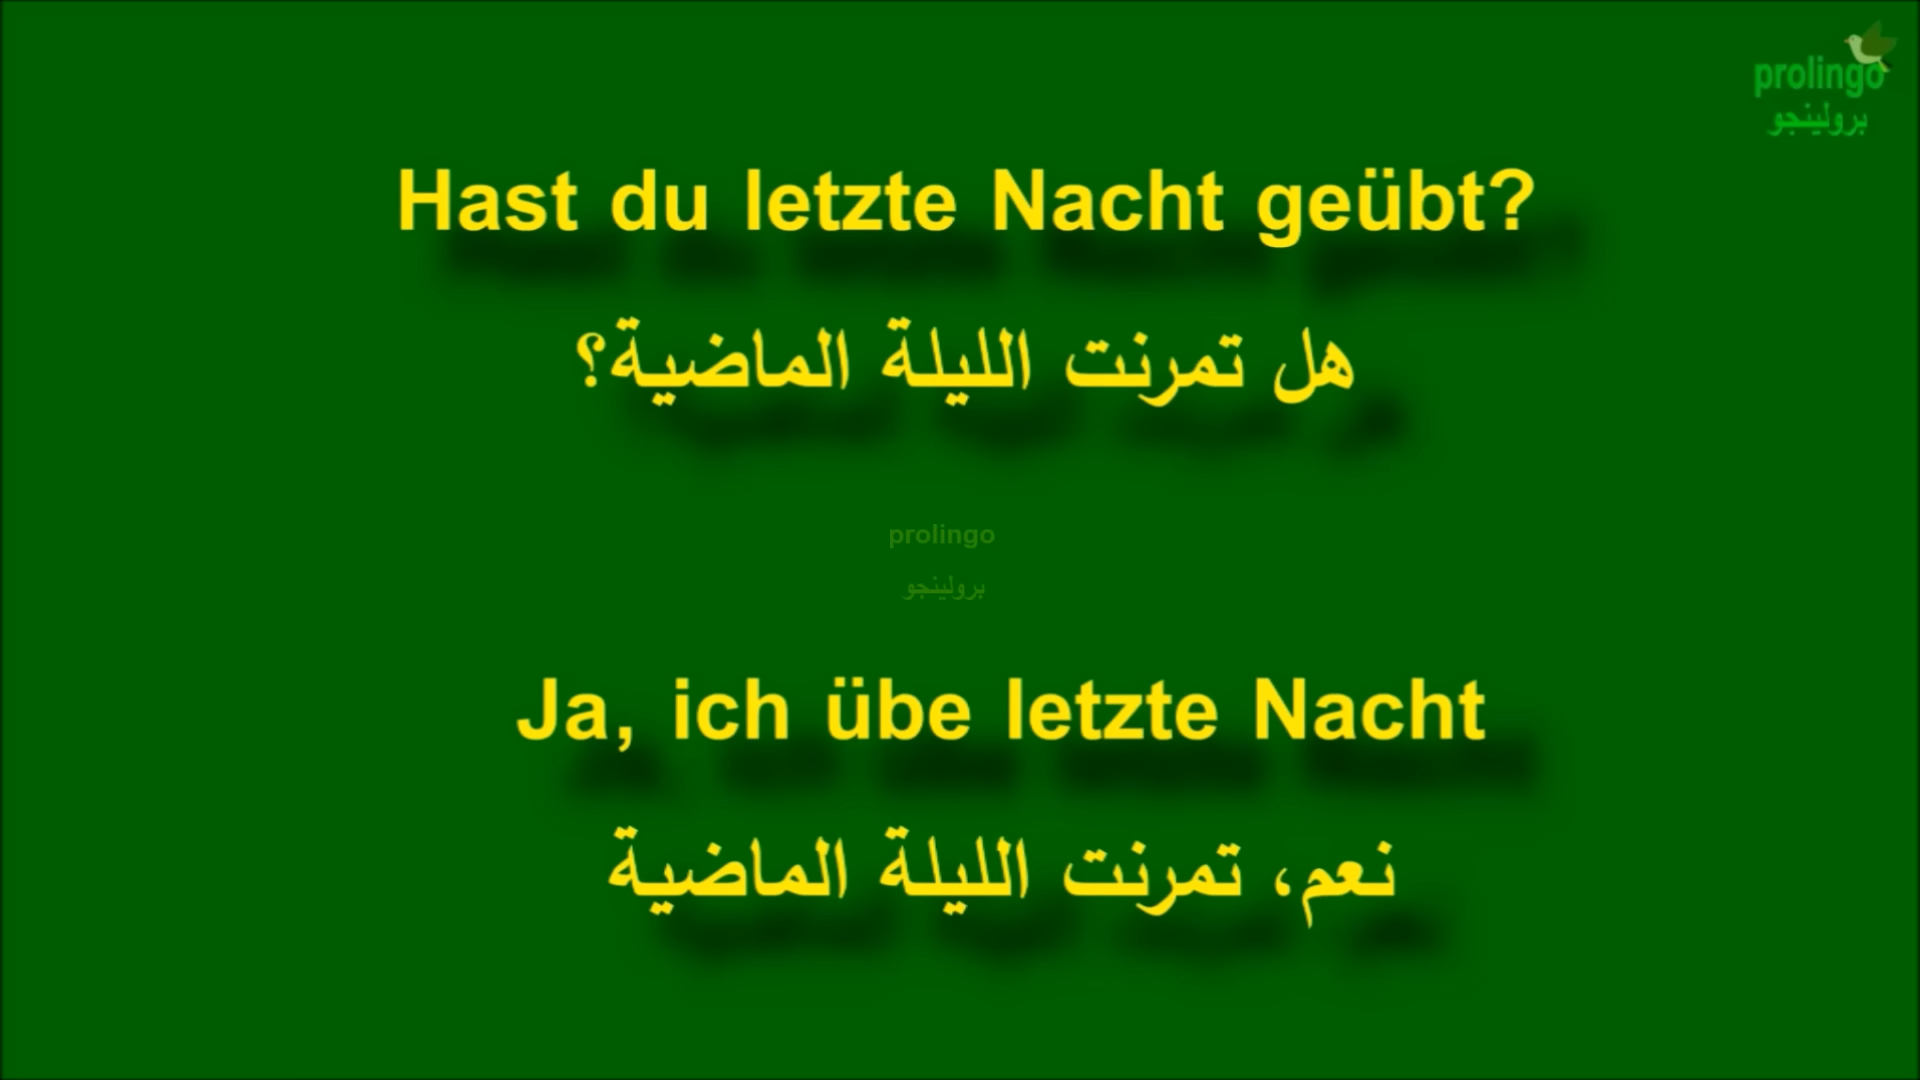 prolingo
برولينجو
Hast du letzte Nacht geübt?
هل تمرنت الليلة الماضية؟
prolingo
برولينجو
Ja, ich übe letzte Nacht
نعم، تمرنت الليلة الماضية